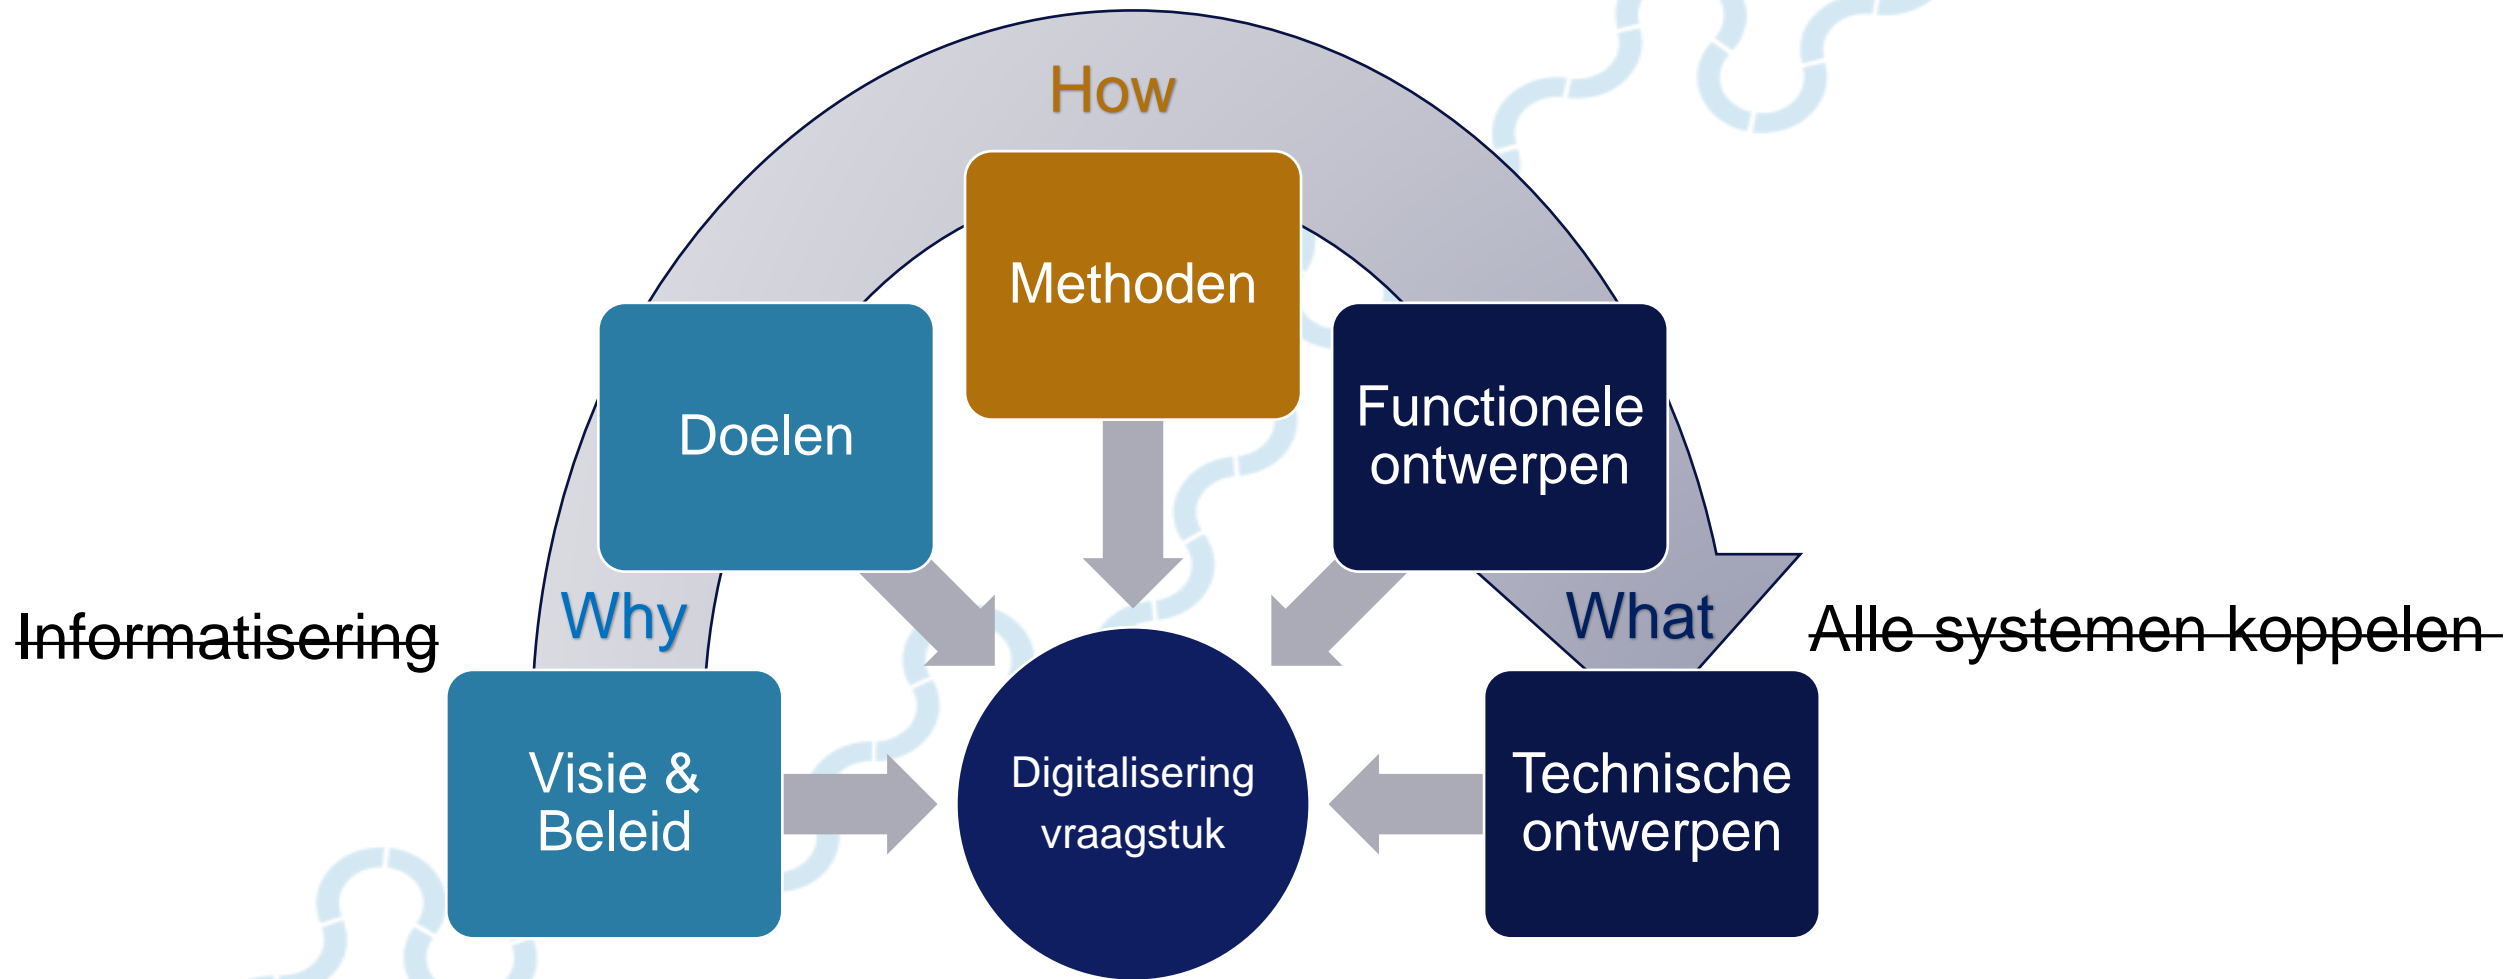 How
Methoden
Doelen
Functionele
ontwerpen
Why
What
Informatisering
Alle systemen koppelen
Visie &
Beleid
Digitalisering
vraagstuk
Technische
ontwerpen